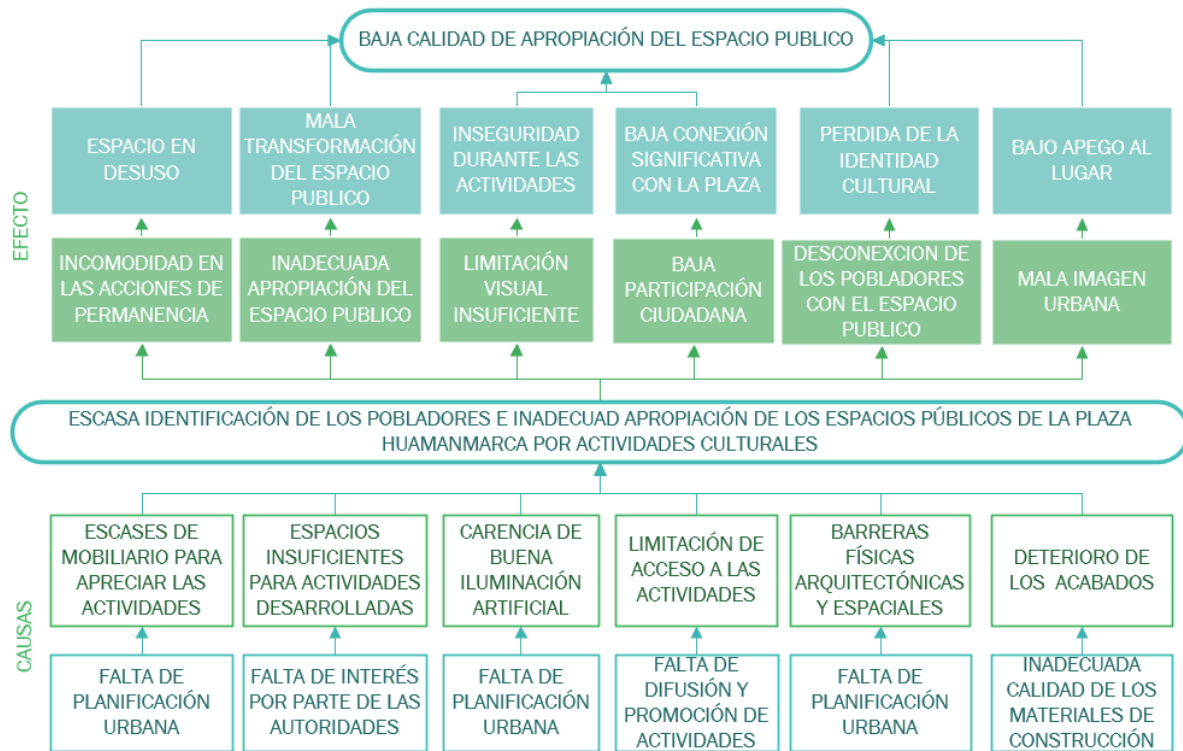 BAJA CALIDAD DE APROPIACIÓN DEL ESPACIO PUBLICO
EFECTO
ESPACIO EN
DESUSO
MALA
TRANSFORMACIÓN
DEL ESPACIO
PUBLICO
INSEGURIDAD
DURANTE LAS
ACTIVIDADES
BAJA CONEXIÓN
SIGNIFICATIVA
CON LA PLAZA
PERDIDA DE LA
IDENTIDAD
CULTURAL
BAJO APEGO AL
LUGAR
INCOMODIDAD EN
LAS ACCIONES DE
PERMANENCIA
INADECUADA
APROPIACIÓN DEL
ESPACIO PUBLICO
LIMITACIÓN
VISUAL
INSUFICIENTE
BAJA
PARTICIPACIÓN
CIUDADANA
DESCONEXCION DE
LOS POBLADORES
CON EL ESPACIO
PUBLICO
MALA IMAGEN
URBANA
ESCASA IDENTIFICACIÓN DE LOS POBLADORES E INADECUAD APROPIACIÓN DE LOS ESPACIOS PÚBLICOS DE LA PLAZA
HUAMANMARCA POR ACTIVIDADES CULTURALES
CAUSAS
ESCASES DE
MOBILIARIO PARA
APRECIAR LAS
ACTIVIDADES
ESPACIOS
INSUFICIENTES
PARA ACTIVIDADES
DESARROLLADAS
CARENCIA DE
BUENA
ILUMINACIÓN
ARTIFICIAL
LIMITACIÓN DE
ACCESO A LAS
ACTIVIDADES
BARRERAS
FÍSICAS
ARQUITECTÓNICAS
Y ESPACIALES
DETERIORO DE
LOS ACABADOS
FALTA DE
PLANIFICACIÓN
URBANA
FALTA DE INTERÉS
POR PARTE DE LAS
AUTORIDADES
FALTA DE
PLANIFICACIÓN
URBANA
FALTA DE
DIFUSIÓN Y
PROMOCIÓN DE
ACTIVIDADES
FALTA DE
PLANIFICACIÓN
URBANA
INADECUADA
CALIDAD DE LOS
MATERIALES DE
CONSTRUCCIÓN